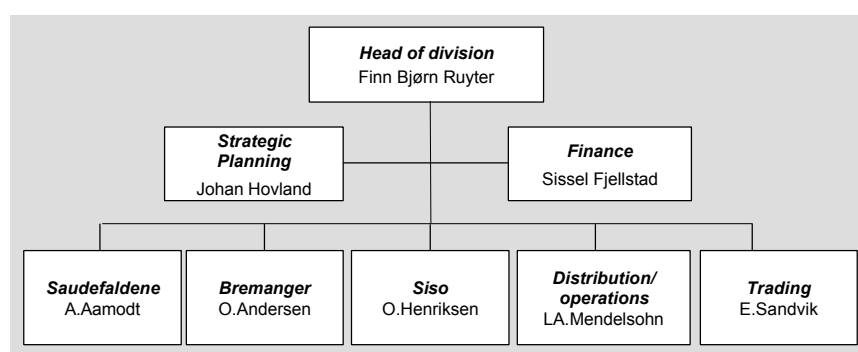 Head of division
Finn Bjørn Ruyter
Strategic
Planning
Johan Hovland
Finance
Sissel Fjellstad
Saudefaldene
A.Aamodt
Bremanger
O.Andersen
Siso
O.Henriksen
Distribution/
operations
LA.Mendelsohn
Trading
E.Sandvik